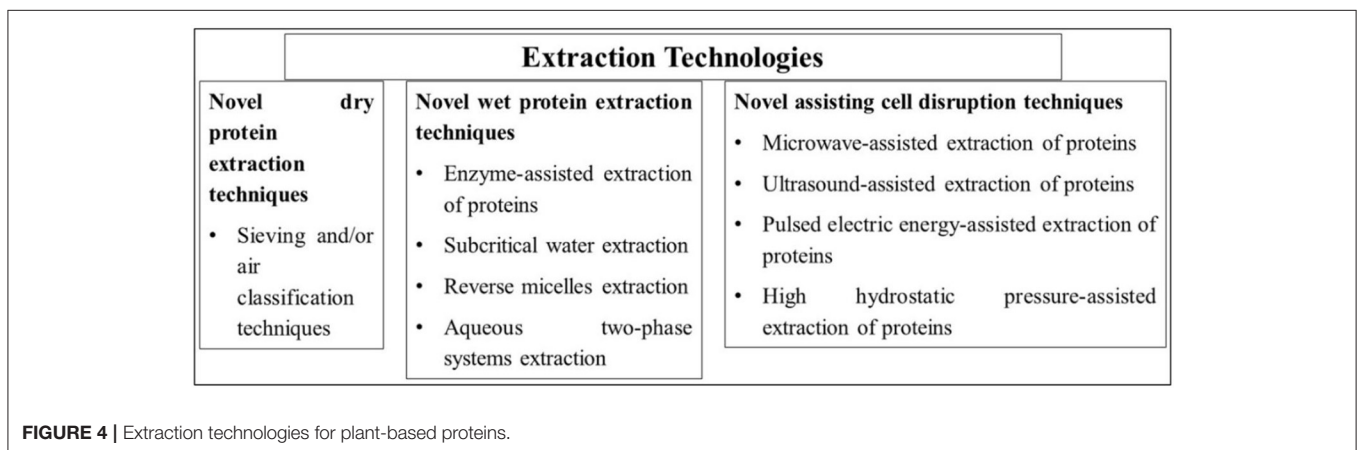 Extraction Technologies
Novel dry
protein
extraction
techniques
• Sieving and/or
air
classification
techniques
Novel wet protein extraction
techniques
• Enzyme-assisted extraction
of proteins
• Subcritical water extraction
• Reverse micelles extraction
• Aqueous two-phase
systems extraction
Novel assisting cell disruption techniques
• Microwave-assisted extraction of proteins
• Ultrasound-assisted extraction of proteins
• Pulsed electric energy-assisted extraction of
proteins
• High hydrostatic pressure-assisted
extraction of proteins
FIGURE 4 | Extraction technologies for plant-based proteins.